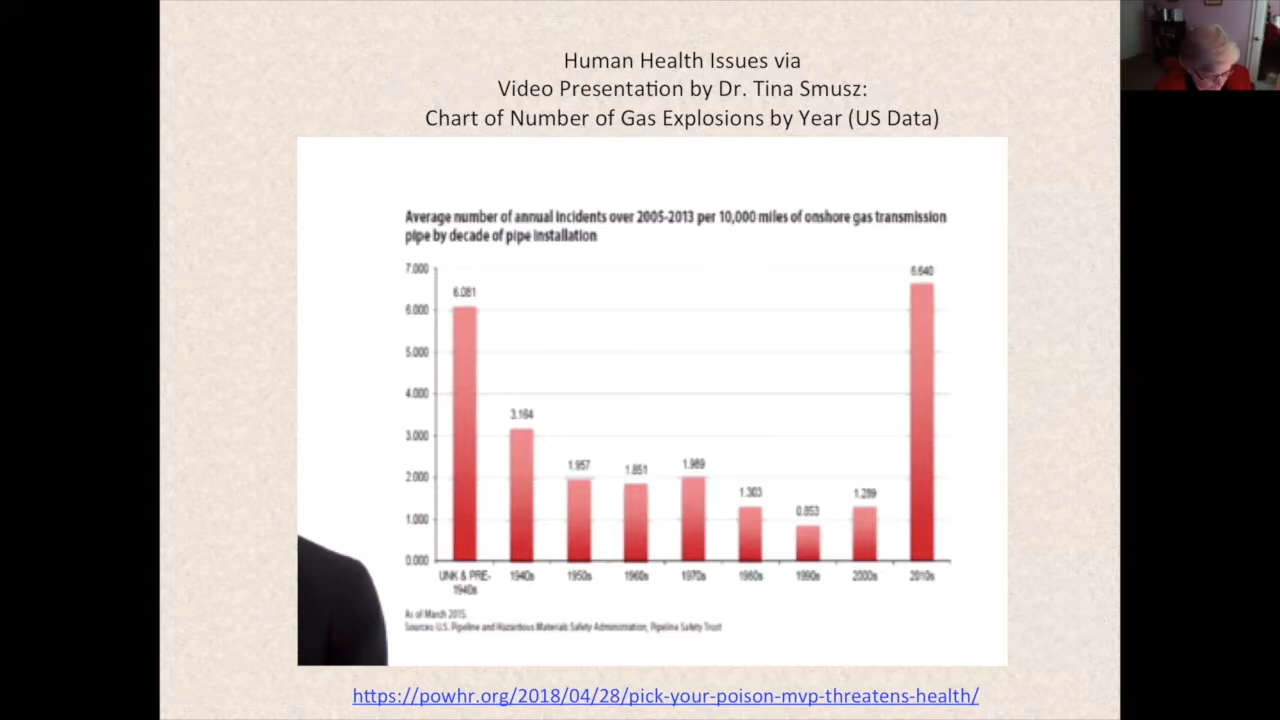 Human Health Issues via
Video Presentation by Dr. Tina Smusz:
Chart of Number of Gas Explosions by Year (US Data)
Average number of annual incidents over 2005-2013 per 10,000 miles of onshore gas transmission
pipe by decade of pipe installation
7.000
6.000
5.000
4.000
3.000
2.000
1.000
0.000
6.081
3.164
1.957
1.851
1.989
1.303
0.853
1.289
6.640
UNK & PRE-
1940s
1940s
1950s
1960s
1970s
1980s
1990s
2000s
2010s
As of March 2015.
Sources: U.S. Pipeline and Hazardous Materials Safety Administration, Pipeline Safety Trust
https://powhr.org/2018/04/28/pick-your-poison-mvp-threatens-health/